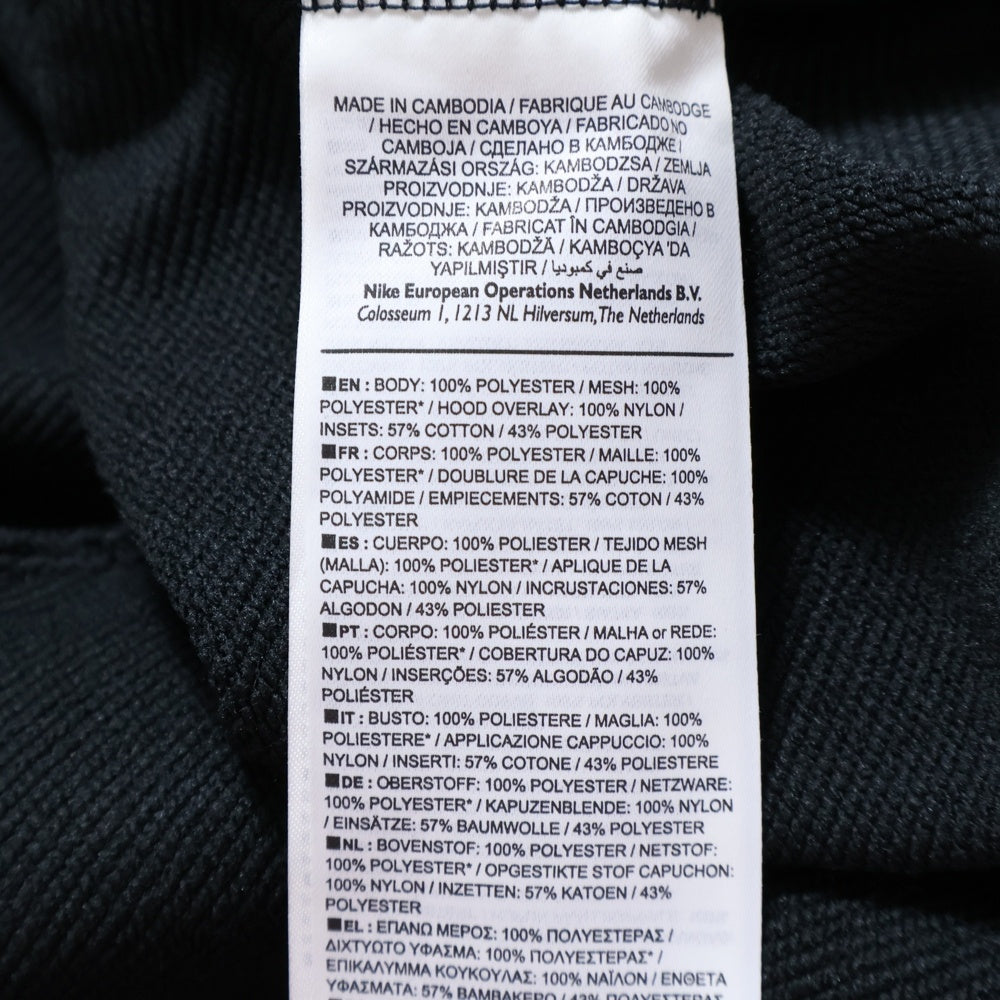 MADE IN CAMBODIA / FABRIQUE AU CAMBODGE
/ HECHO EN CAMBOYA / FABRICADO NO
CAMBOJA / СДЕЛАНО В КАМБОДЖЕ /
SZÁRMAZÁSI ORSZÁG: KAMBODZSA / ZEMLJA
PROIZVODNJE: KAMBODŽA / DRŽAVA
PROIZVODNJE: KAMBODŽA / ПРОИЗВЕДЕНО В
КАМБОДЖА / FABRICAT ÎN CAMBODGIA /
RAŽOTS: KAMBODŽĀ / KAMBOÇYA 'DA
YAPILMIŞTIR / صنع في كمبوديا
Nike European Operations Netherlands B.V.
Colosseum 1, 1213 NL Hilversum, The Netherlands
EN : BODY: 100% POLYESTER / MESH: 100%
POLYESTER* / HOOD OVERLAY: 100% NYLON /
INSETS: 57% COTTON / 43% POLYESTER
FR : CORPS: 100% POLYESTER / MAILLE: 100%
POLYESTER* / DOUBLURE DE LA CAPUCHE: 100%
POLYAMIDE / EMPIECEMENTS: 57% COTON / 43%
POLYESTER
ES : CUERPO: 100% POLIESTER / TEJIDO MESH
(MALLA): 100% POLIESTER* / APLIQUE DE LA
CAPUCHA: 100% NYLON / INCRUSTACIONES: 57%
ALGODON / 43% POLIESTER
PT : CORPO: 100% POLIÉSTER / MALHA or REDE:
100% POLIÉSTER* / COBERTURA DO CAPUZ: 100%
NYLON / INSERÇÕES: 57% ALGODÃO / 43%
POLIÉSTER
IT : BUSTO: 100% POLIESTERE / MAGLIA: 100%
POLIESTERE* / APPLICAZIONE CAPPUCCIO: 100%
NYLON / INSERTI: 57% COTONE / 43% POLIESTERE
DE : OBERSTOFF: 100% POLYESTER / NETZWARE:
100% POLYESTER* / KAPUZENBLENDE: 100% NYLON
/ EINSÄTZE: 57% BAUMWOLLE / 43% POLYESTER
NL : BOVENSTOF: 100% POLYESTER / NETSTOF:
100% POLYESTER* / OPGESTIKTE STOF CAPUCHON:
100% NYLON / INZETTEN: 57% KATOEN / 43%
POLYESTER
EL : ΕΠΑΝΩ ΜΕΡΟΣ: 100% ΠΟΛΥΕΣΤΕΡΑΣ /
ΔΙΧΤΥΩΤΟ ΥΦΑΣΜΑ: 100% ΠΟΛΥΕΣΤΕΡΑΣ* /
ΕΠΙΚΑΛΥΜΜΑ ΚΟΥΚΟΥΛΑΣ: 100% ΝΑΪΛΟΝ / ΕΝΘΕΤΑ
ΥΦΑΣΜΑΤΑ: 57% ΒΑΜΒΑΚΕΡΟ / 43% ΠΟΛΥΕΣΤΕΡΑΣ